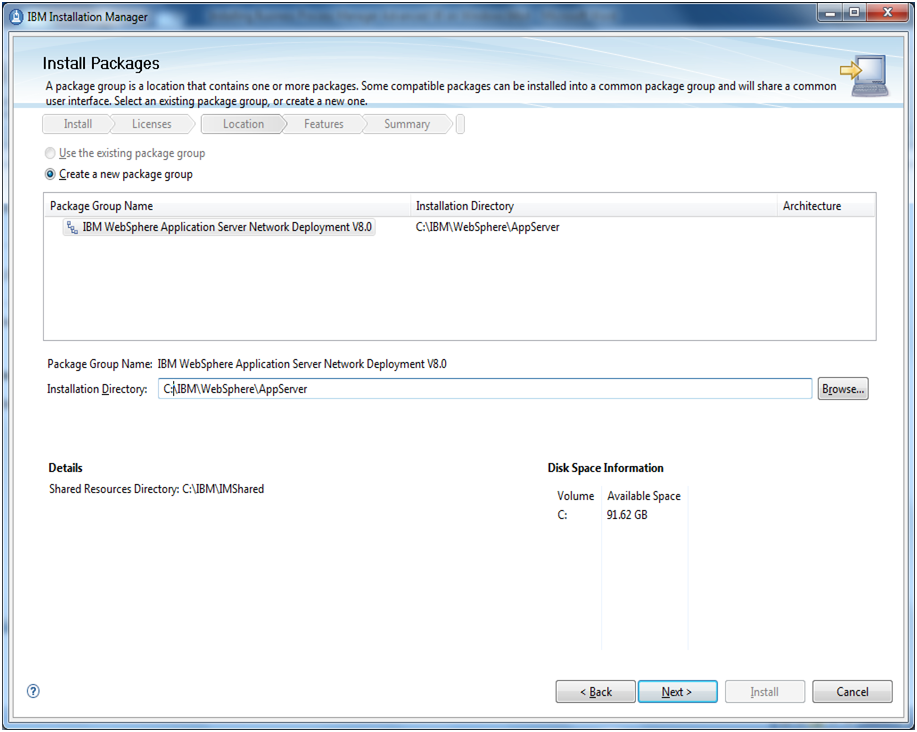 IBM Installation Manager
Install Packages
A package group is a location that contains one or more packages. Some compatible packages can be installed into a common package group and will share a common
user interface. Select an existing package group, or create a new one.
Install Licenses Location Features Summary
Use the existing package group
Create a new package group
Package Group Name Installation Directory Architecture
IBM WebSphere Application Server Network Deployment V8.0 C:\IBM\WebSphere\AppServer
Package Group Name: IBM WebSphere Application Server Network Deployment V8.0
Installation Directory: C:\IBM\WebSphere\AppServer Browse...
Details Disk Space Information
Shared Resources Directory: C:\IBM\IMShared
Volume Available Space
C: 91.62 GB
? < Back Next > Install Cancel